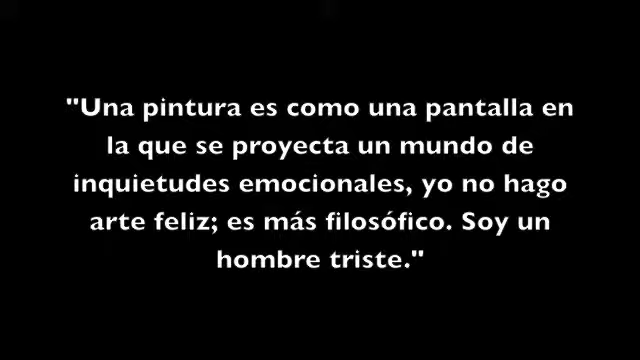 "Una pintura es como una pantalla en
la que se proyecta un mundo de
inquietudes emocionales, yo no hago
arte feliz; es más filosófico. Soy un
hombre triste."